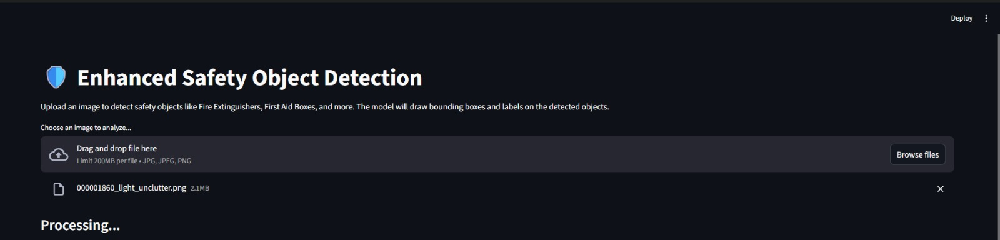 Deploy
Enhanced Safety Object Detection
Upload an image to detect safety objects like Fire Extinguishers, First Aid Boxes, and more. The model will draw bounding boxes and labels on the detected objects.
Choose an image to analyze...
Drag and drop file here
Limit 200MB per file • JPG, JPEG, PNG
Browse files
000001860_light_unclutter.png 2.1MB
Processing...